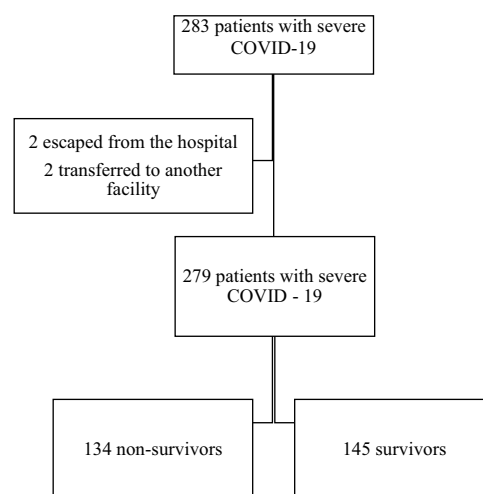 283 patients with severe
COVID-19
2 escaped from the hospital
2 transferred to another
facility
279 patients with severe
COVID - 19
134 non-survivors
145 survivors